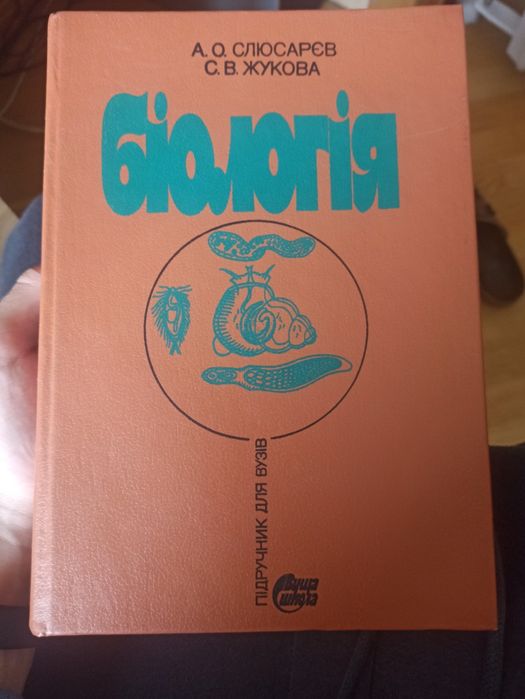 А. О. СЛЮСАРЄВ
С. В. ЖУКОВА
біологія
ПІДРУЧНИК ДЛЯ ВУЗІВ
Вища
школа